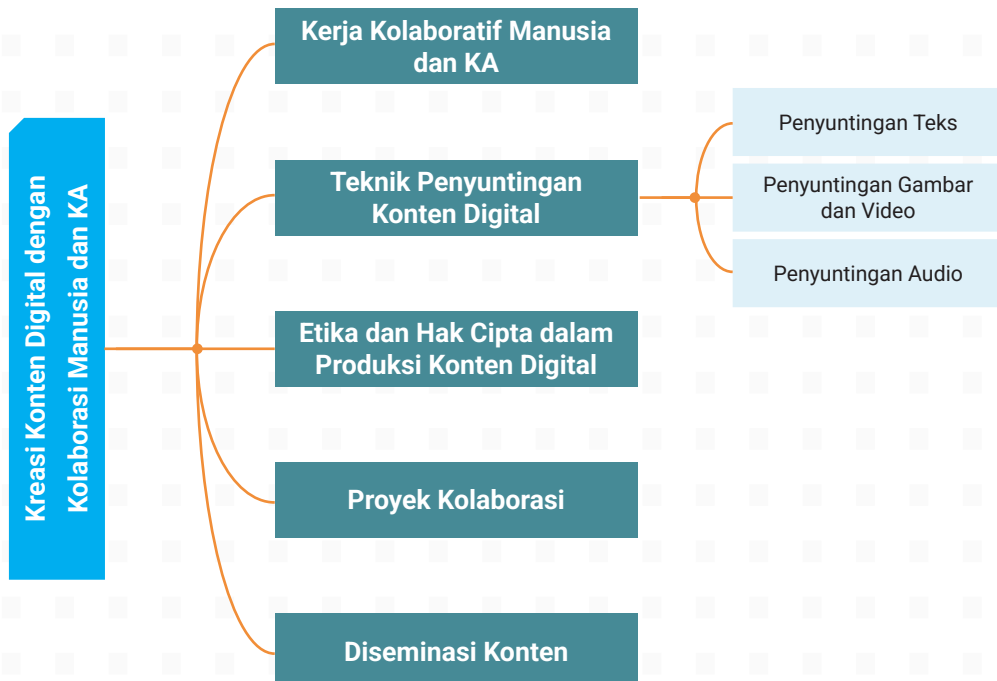 Kreasi Konten Digital dengan
Kolaborasi Manusia dan KA
Kerja Kolaboratif Manusia
dan KA
Teknik Penyuntingan
Konten Digital
Penyuntingan Teks
Penyuntingan Gambar
dan Video
Penyuntingan Audio
Etika dan Hak Cipta dalam
Produksi Konten Digital
Proyek Kolaborasi
Diseminasi Konten